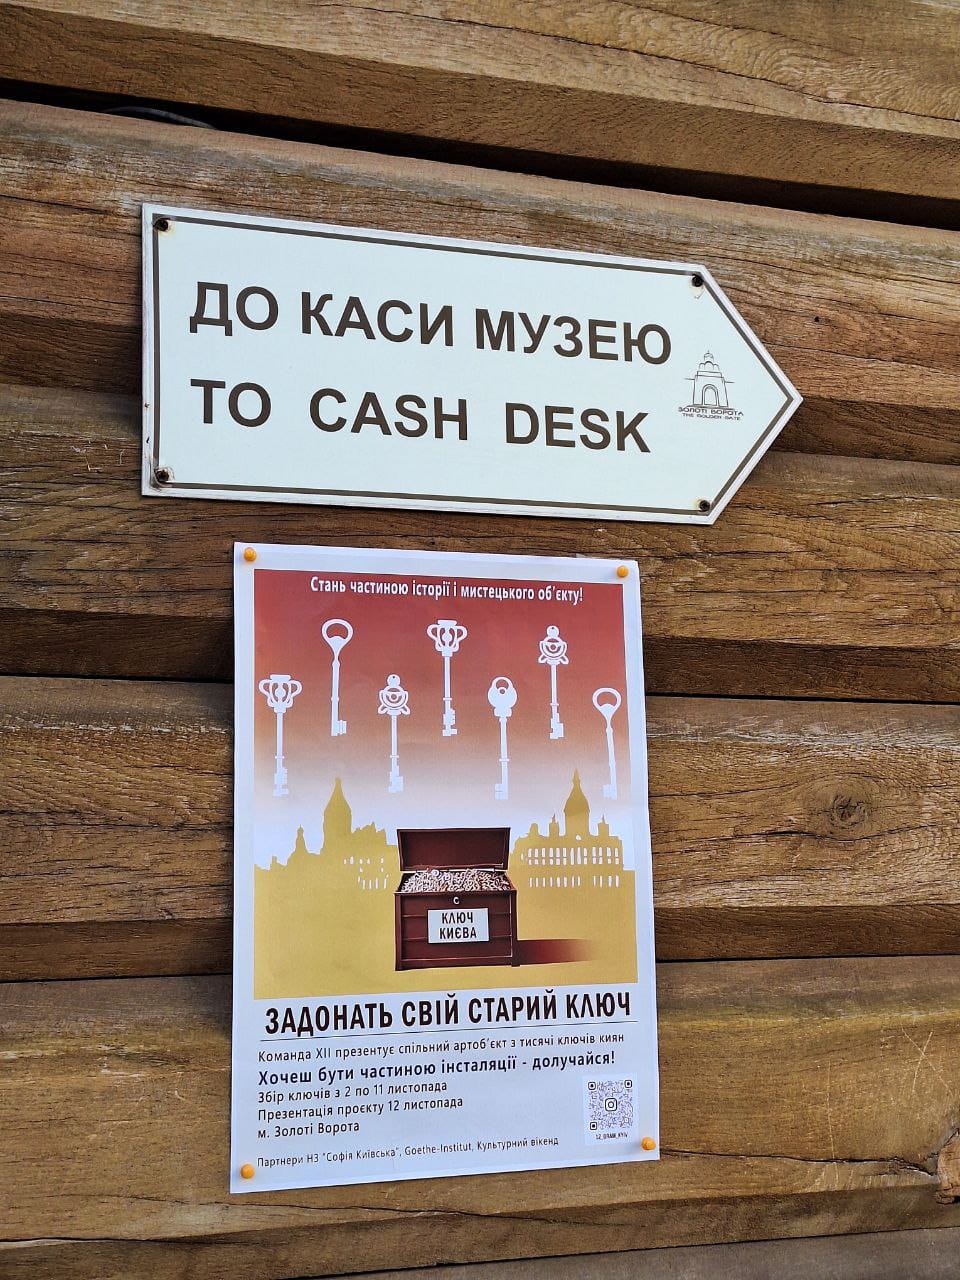 ДО КАСИ МУЗЕЮ
TO CASH DESK
ЗОЛОТІ ВОРОТА
THE GOLDEN GATE
Стань частиною історії і мистецького об'єкту!
КЛЮЧ
КИЄВА
ЗАДОНАТЬ СВІЙ СТАРИЙ КЛЮЧ
Команда XII презентує спільний артоб'єкт з тисячі ключів киян
Хочеш бути частиною інсталяції - долучайся!
Збір ключів з 2 по 11 листопада
Презентація проєкту 12 листопада
м. Золоті Ворота
Партнери НЗ "Софія Київська", Goethe-Institut, Культурний вікенд